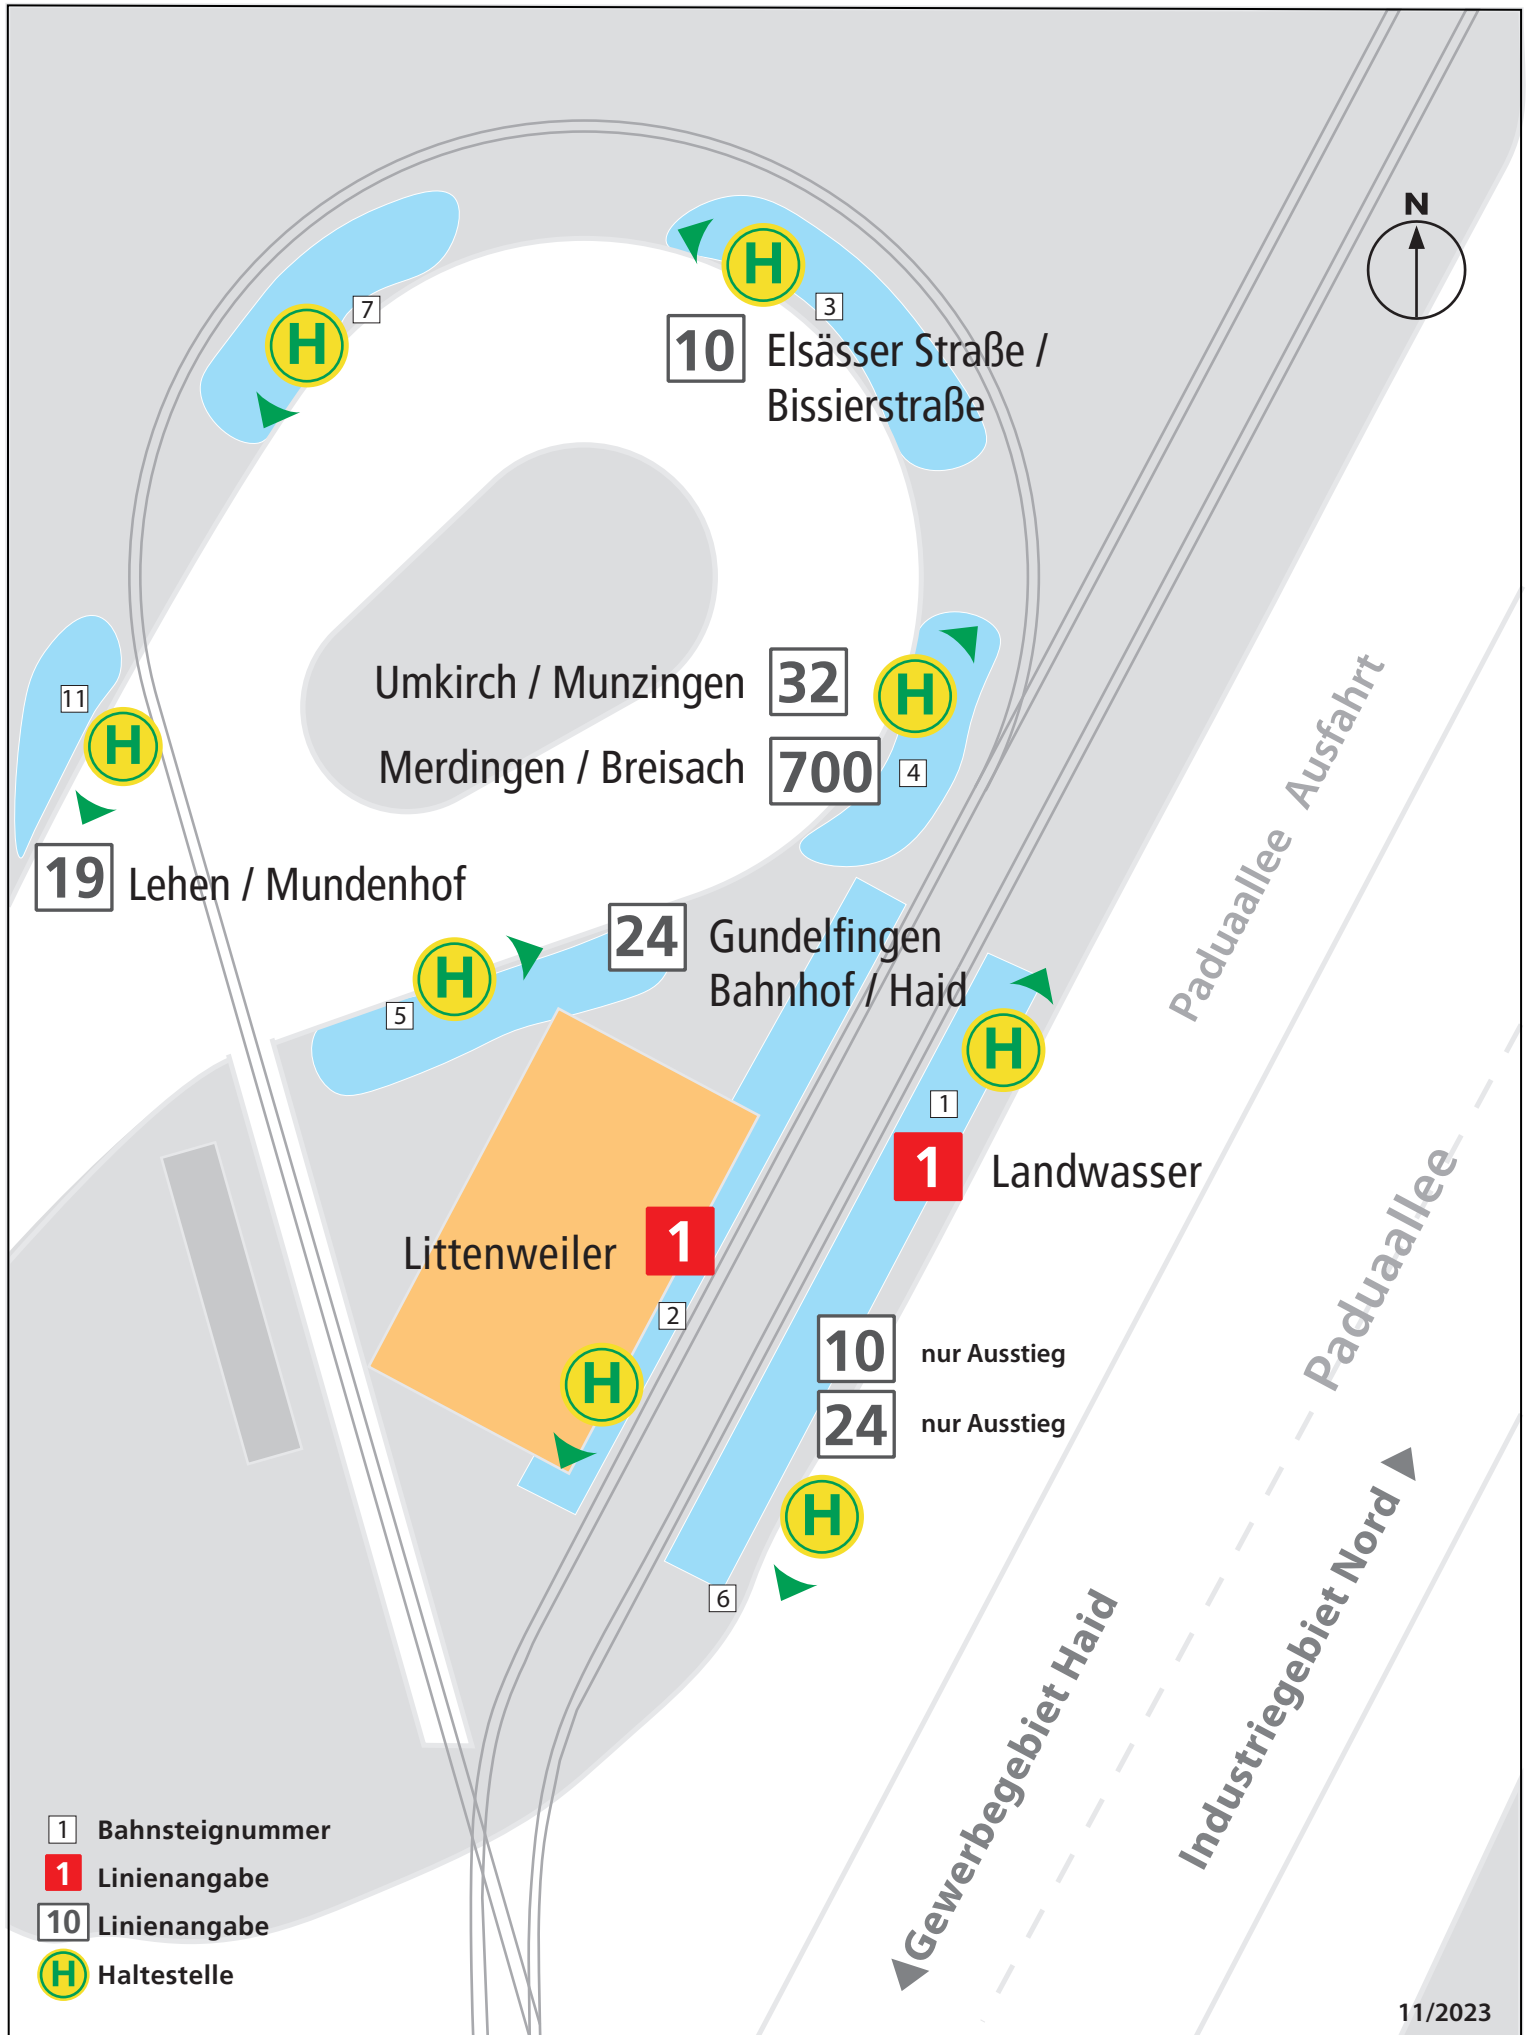 N
H
7
H
3
10
Elsässer Straße /
Bissierstraße
11
H
Umkirch / Munzingen
32
H
Merdingen / Breisach
700
4
19
Lehen / Mundenhof
24
Gundelfingen
Bahnhof / Haid
H
5
H
1
1
Landwasser
Littenweiler
1
2
H
10
nur Ausstieg
24
nur Ausstieg
H
6
Paduaallee Ausfahrt
Paduaallee
Gewerbegebiet Haid
Industriegebiet Nord
1 Bahnsteignummer
1 Linienangabe
10 Linienangabe
H Haltestelle
11/2023